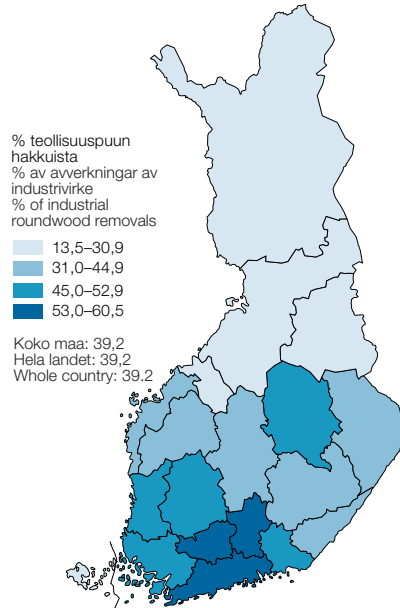 % teollisuuspuun
hakkuista
% av avverkningar av
industrivirke
% of industrial
roundwood removals
13,5–30,9
31,0–44,9
45,0–52,9
53,0–60,5
Koko maa: 39,2
Hela landet: 39,2
Whole country: 39.2